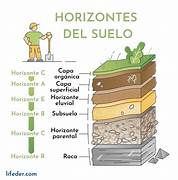 HORIZONTES
DEL SUELO
Horizonte C
Capa
orgánica
Horizonte A
Capa
superficial
Horizonte E
Horizonte
eluvial
Horizonte B
Subsuelo
Horizonte C
Horizonte
parental
Horizonte R
Roca
lifeder.com